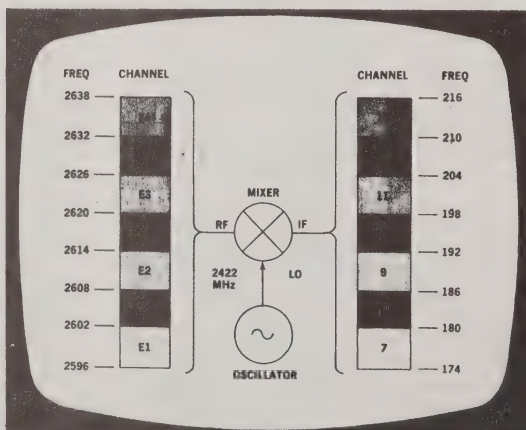 FREQ CHANNEL CHANNEL FREQ
2638 216
2632 210
2626 204
E3 11
2620 198
MIXER
RF IF
2614 192
E2 9
2422 LO
MHz
2608 186
2602 180
E1 7
2596 174
OSCILLATOR